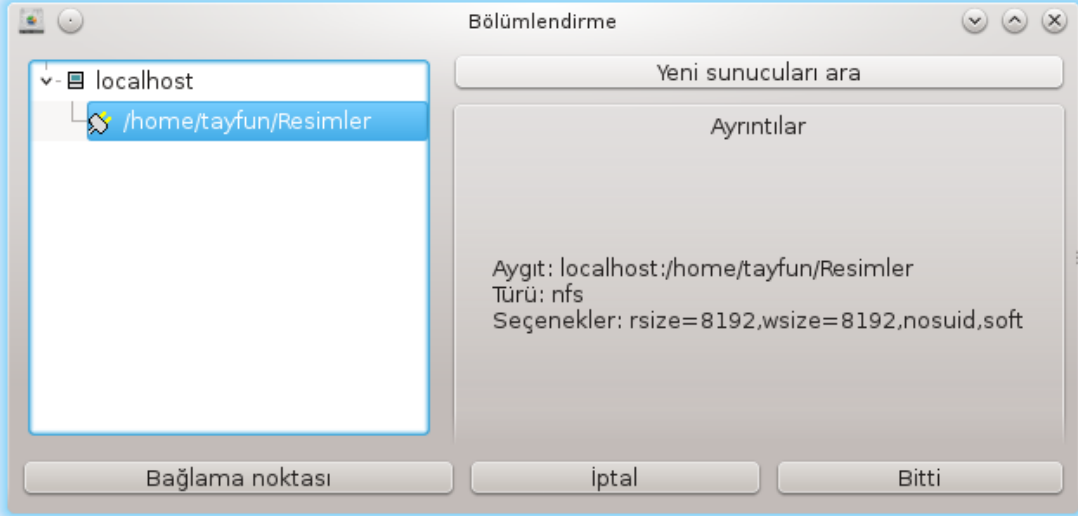 Bölümlendirme
localhost
/home/tayfun/Resimler
Yeni sunucuları ara
Ayrıntılar
Aygıt: localhost:/home/tayfun/Resimler
Türü: nfs
Seçenekler: rsize=8192,wsize=8192,nosuid,soft
Bağlama noktası
İptal
Bitti